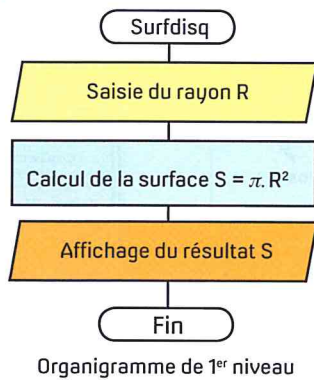 Surfdisq
Saisie du rayon R
Calcul de la surface S = π. R²
Affichage du résultat S
Fin
Organigramme de 1er niveau